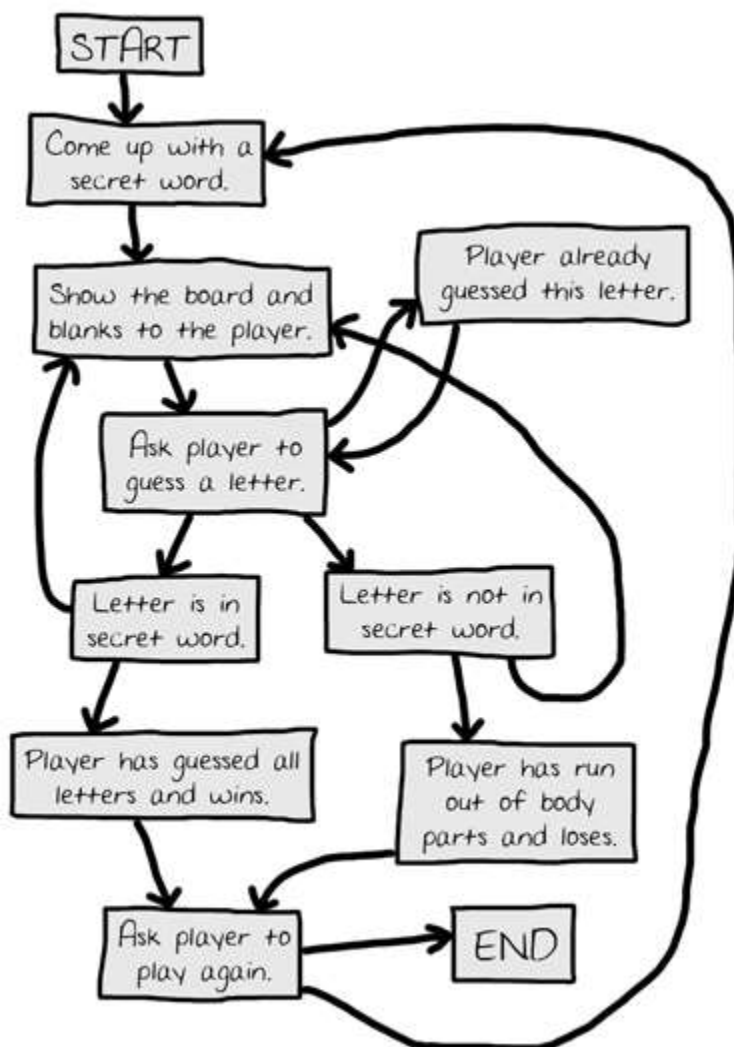 START
Come up with a
secret word.
Player already
guessed this letter.
Show the board and
blanks to the player.
Ask player to
guess a letter.
Letter is in
secret word.
Letter is not in
secret word.
Player has guessed all
letters and wins.
Player has run
out of body
parts and loses.
Ask player to
play again.
END